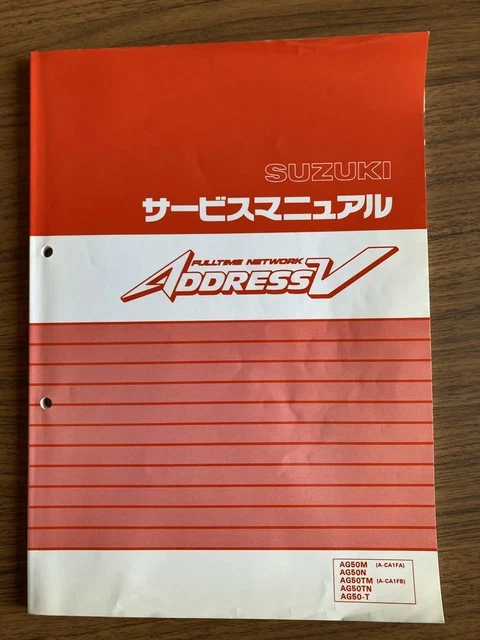 SUZUKI
サービスマニュアル
FULLTIME NETWORK
ADDRESS V
AG50M (A-CA1FA)
AG50N
AG50TM (A-CA1FB)
AG50TN
AG50-T